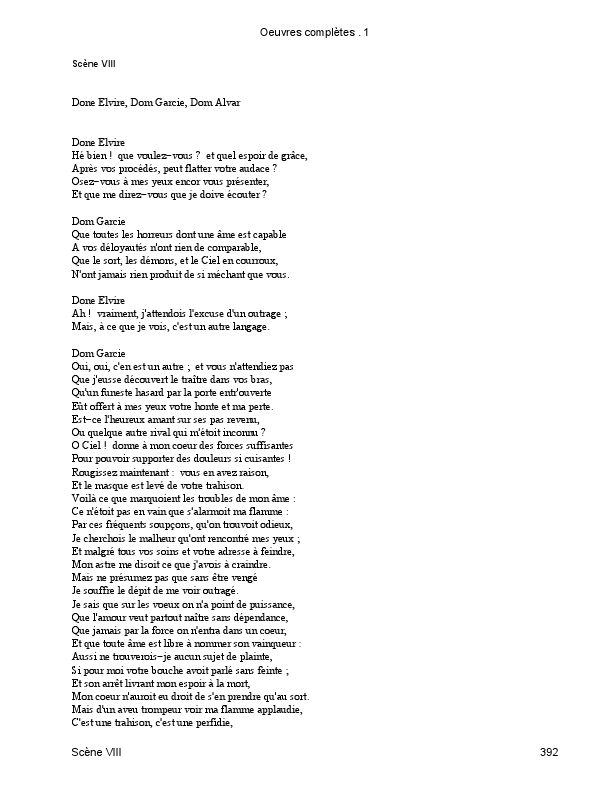 Oeuvres complètes . 1
Scène VIII
Done Elvire, Dom Garcie, Dom Alvar
Done Elvire
Hé bien ! que voulez−vous ? et quel espoir de grâce,
Après vos procédés, peut flatter votre audace ?
Osez−vous à mes yeux encor vous présenter,
Et que me direz−vous que je doive écouter ?
Dom Garcie
Que toutes les horreurs dont une âme est capable
A vos déloyautés n'ont rien de comparable,
Que le sort, les démons, et le Ciel en courroux,
N'ont jamais rien produit de si méchant que vous.
Done Elvire
Ah ! vraiment, j'attendois l'excuse d'un outrage ;
Mais, à ce que je vois, c'est un autre langage.
Dom Garcie
Oui, oui, c'en est un autre ; et vous n'attendiez pas
Que j'eusse découvert le traître dans vos bras,
Qu'un funeste hasard par la porte entr'ouverte
Eût offert à mes yeux votre honte et ma perte.
Est−ce l'heureux amant sur ses pas revenu,
Ou quelque autre rival qui m'étoit inconnu ?
O Ciel ! donne à mon coeur des forces suffisantes
Pour pouvoir supporter des douleurs si cuisantes !
Rougissez maintenant : vous en avez raison,
Et le masque est levé de votre trahison.
Voilà ce que marquoient les troubles de mon âme :
Ce n'étoit pas en vain que s'alarmoit ma flamme :
Par ces fréquents soupçons, qu'on trouvoit odieux,
Je cherchois le malheur qu'ont rencontré mes yeux ;
Et malgré tous vos soins et votre adresse à feindre,
Mon astre me disoit ce que j'avois à craindre.
Mais ne présumez pas que sans être vengé
Je souffre le dépit de me voir outragé.
Je sais que sur les voeux on n'a point de puissance,
Que l'amour veut partout naître sans dépendance,
Que jamais par la force on n'entra dans un coeur,
Et que toute âme est libre à nommer son vainqueur :
Aussi ne trouverois−je aucun sujet de plainte,
Si pour moi votre bouche avoit parlé sans feinte ;
Et son arrêt livrant mon espoir à la mort,
Mon coeur n'auroit eu droit de s'en prendre qu'au sort.
Mais d'un aveu trompeur voir ma flamme applaudie,
C'est une trahison, c'est une perfidie,
Scène VIII
392